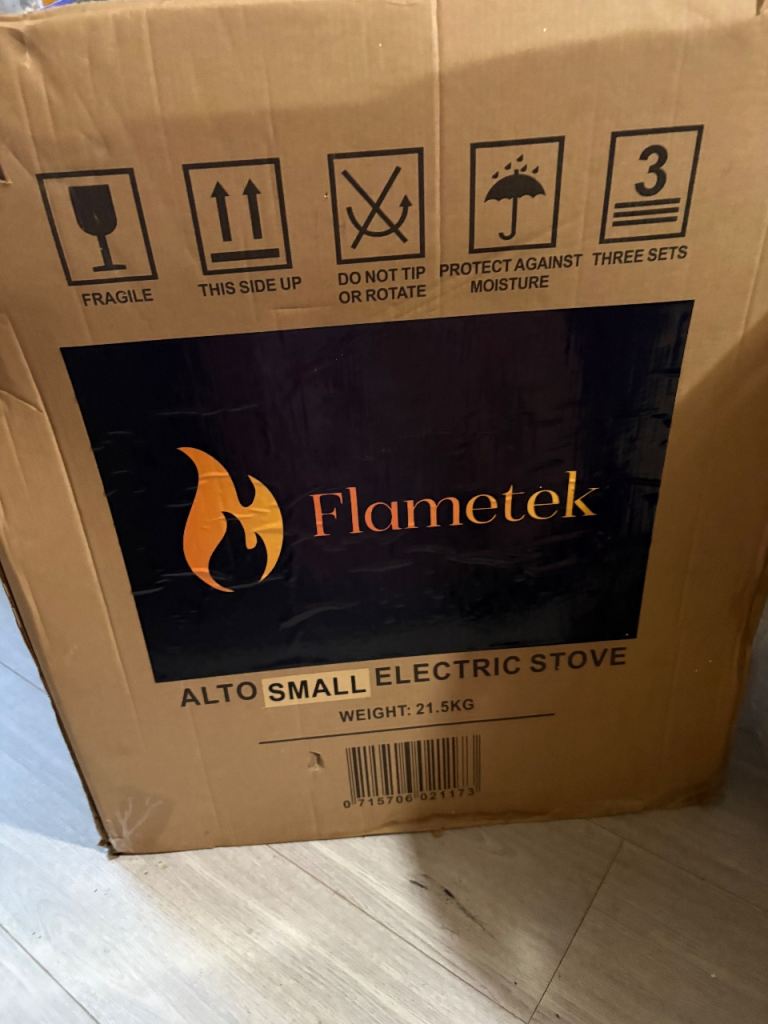 3
FRAGILE
THIS SIDE UP
DO NOT TIP
OR ROTATE
PROTECT AGAINST
MOISTURE
THREE SETS
Flametek
ALTO SMALL ELECTRIC STOVE
WEIGHT: 21.5KG
0 715706 021173